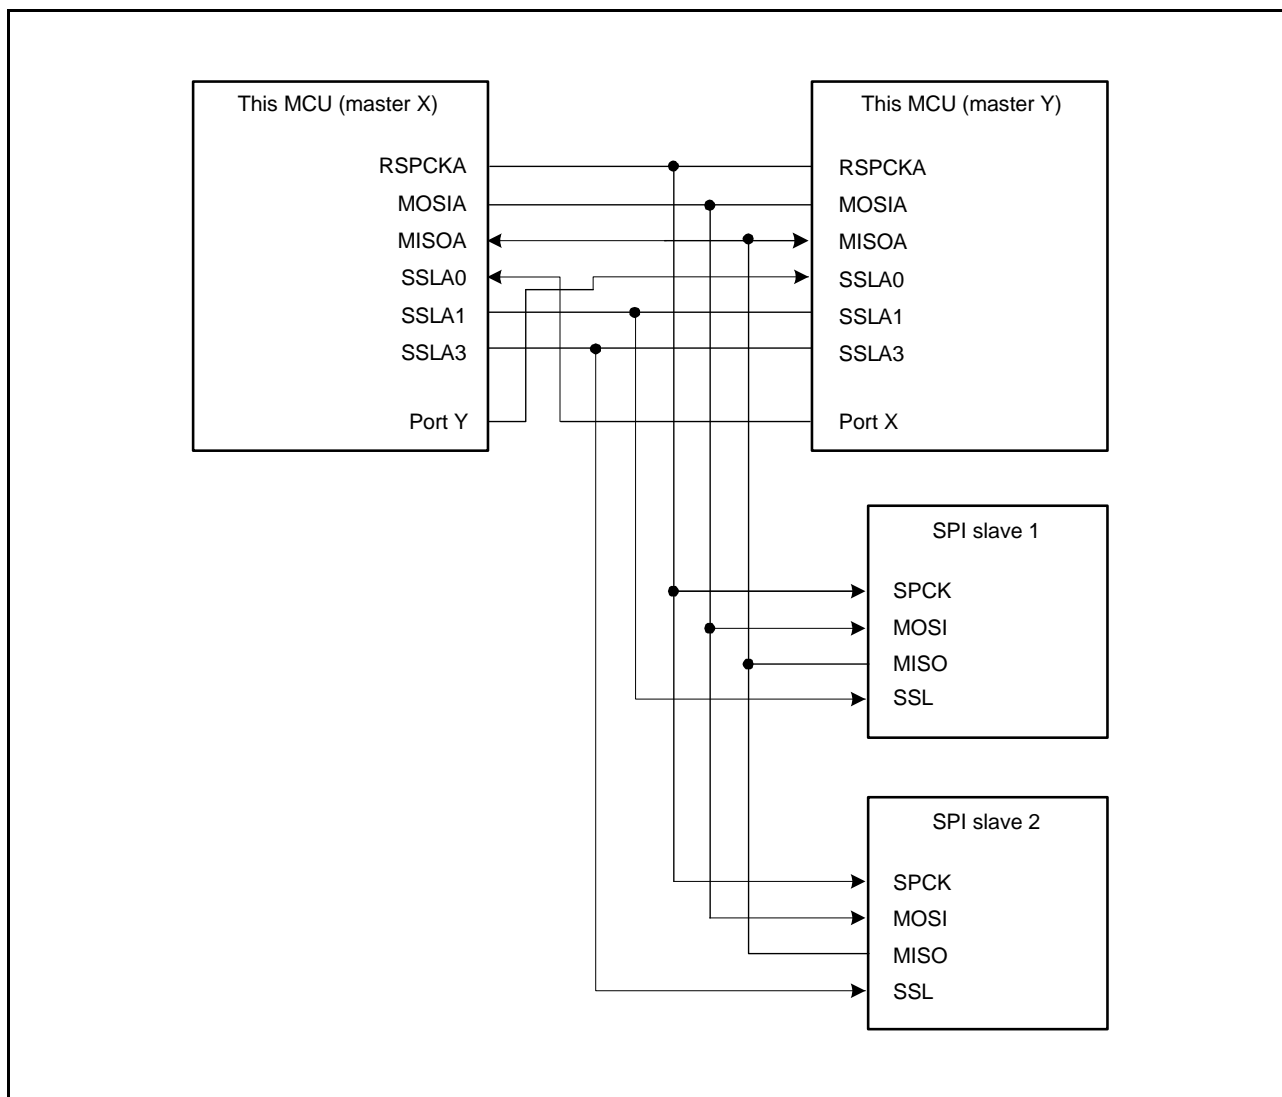 This MCU (master X)
RSPCKA
MOSIA
MISOA
SSLA0
SSLA1
SSLA3
Port Y
This MCU (master Y)
RSPCKA
MOSIA
MISOA
SSLA0
SSLA1
SSLA3
Port X
SPI slave 1
SPCK
MOSI
MISO
SSL
SPI slave 2
SPCK
MOSI
MISO
SSL